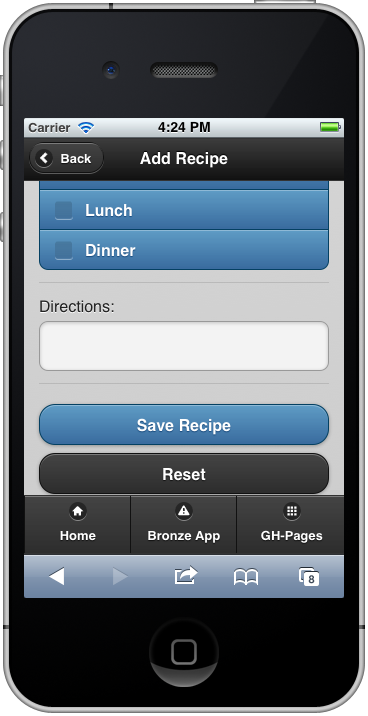 Carrier 4:24 PM
Back Add Recipe
Lunch
Dinner
Directions:
Save Recipe
Reset
Home Bronze App GH-Pages
8